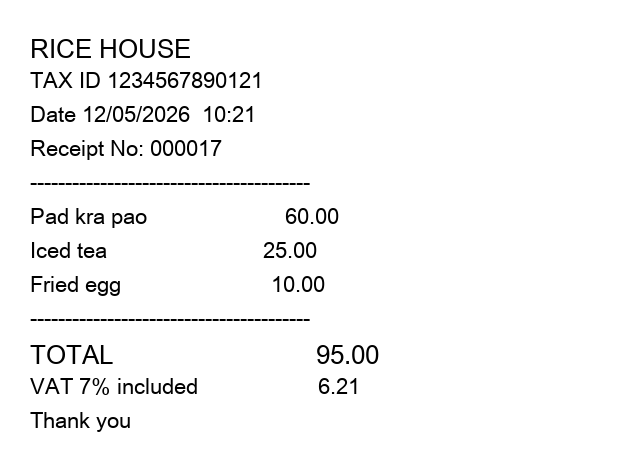 RICE HOUSE
TAX ID 1234567890121
Date 12/05/2026  10:21
Receipt No: 000017
----------------------------------------
Pad kra pao 60.00
Iced tea 25.00
Fried egg 10.00
----------------------------------------
TOTAL 95.00
VAT 7% included 6.21
Thank you